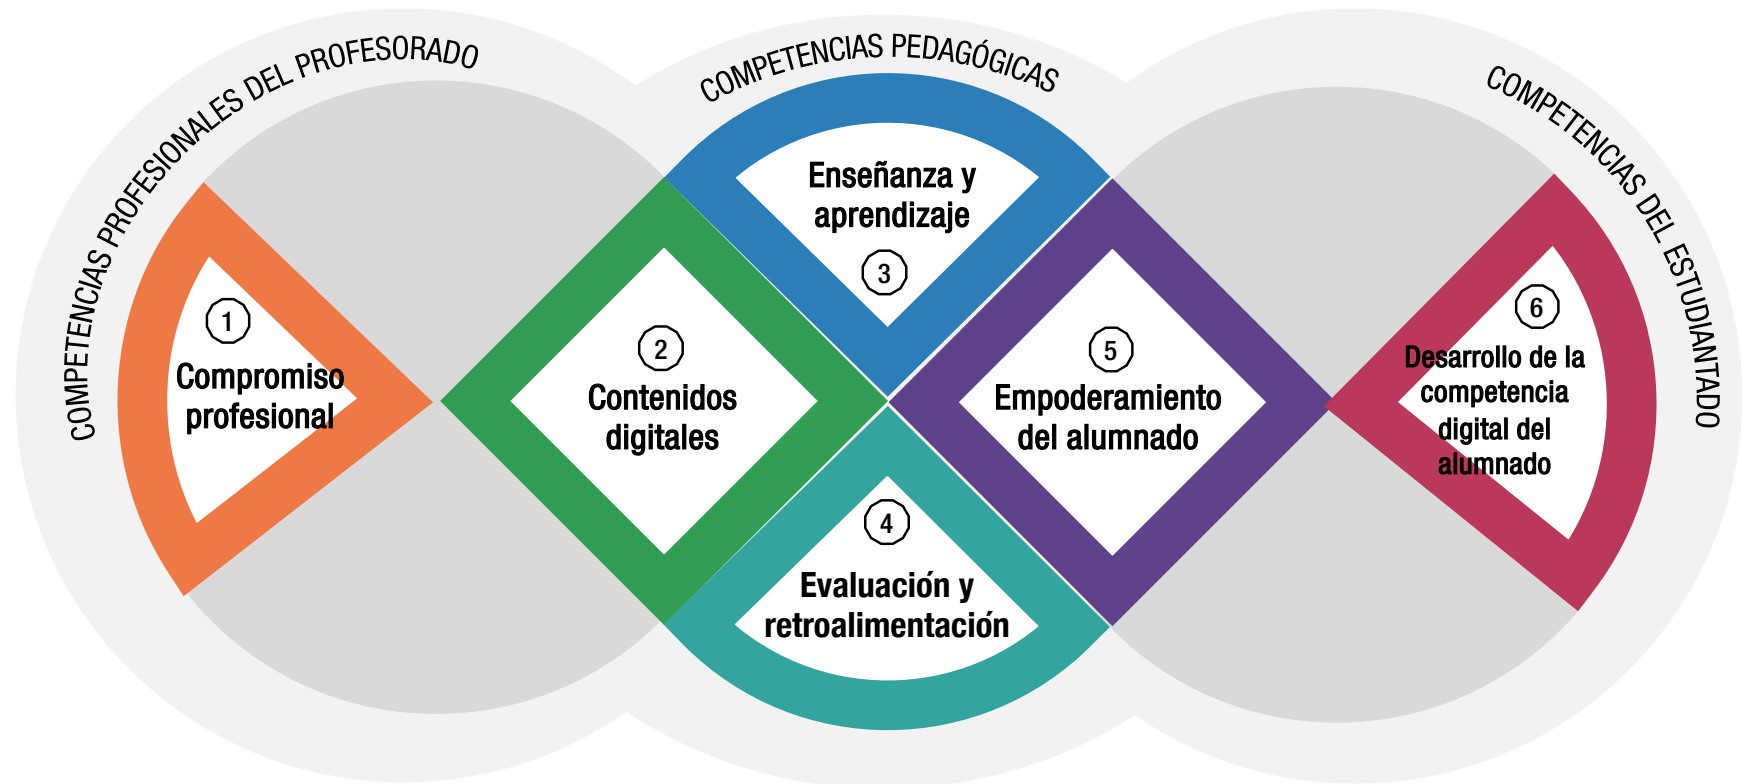 COMPETENCIAS PROFESIONALES DEL PROFESORADO
COMPETENCIAS PEDAGÓGICAS
COMPETENCIAS DEL ESTUDIANTADO
1
Compromiso
profesional
2
Contenidos
digitales
Enseñanza y
aprendizaje
3
4
Evaluación y
retroalimentación
5
Empoderamiento
del alumnado
6
Desarrollo de la
competencia
digital del
alumnado